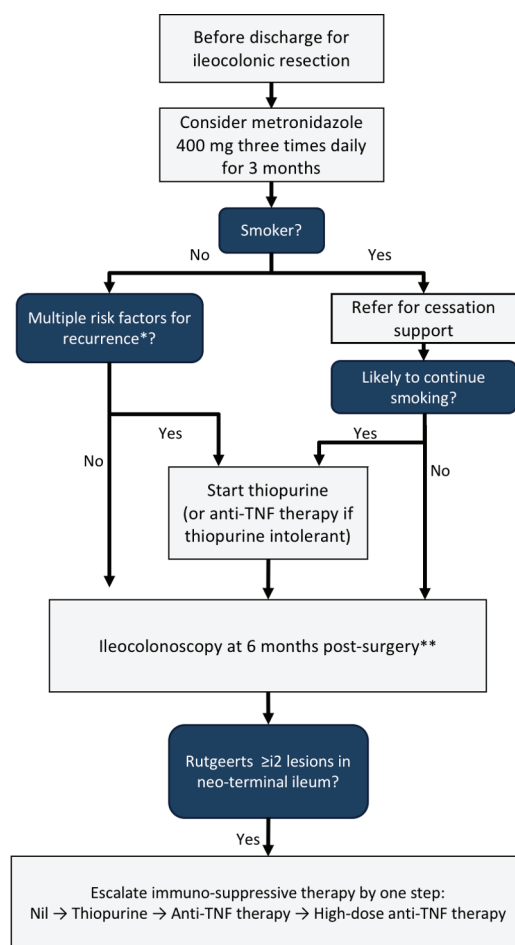 Before discharge for
ileocolonic resection
Consider metronidazole
400 mg three times daily
for 3 months
Smoker?
No
Yes
Multiple risk factors for
recurrence*?
Refer for cessation
support
Likely to continue
smoking?
Yes
Yes
No
No
Start thiopurine
(or anti-TNF therapy if
thiopurine intolerant)
Ileocolonoscopy at 6 months post-surgery**
Rutgeerts ≥i2 lesions in
neo-terminal ileum?
Yes
Escalate immuno-suppressive therapy by one step:
Nil → Thiopurine → Anti-TNF therapy → High-dose anti-TNF therapy